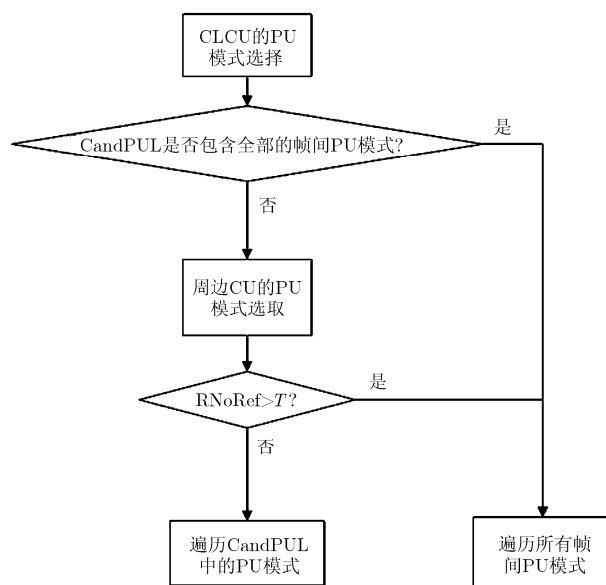 CLCU的PU
模式选择
CandPUL是否包含全部的帧间PU模式?
是
否
周边CU的PU
模式选取
RNoRef>T?
是
否
遍历CandPUL
中的PU模式
遍历所有帧
间PU模式